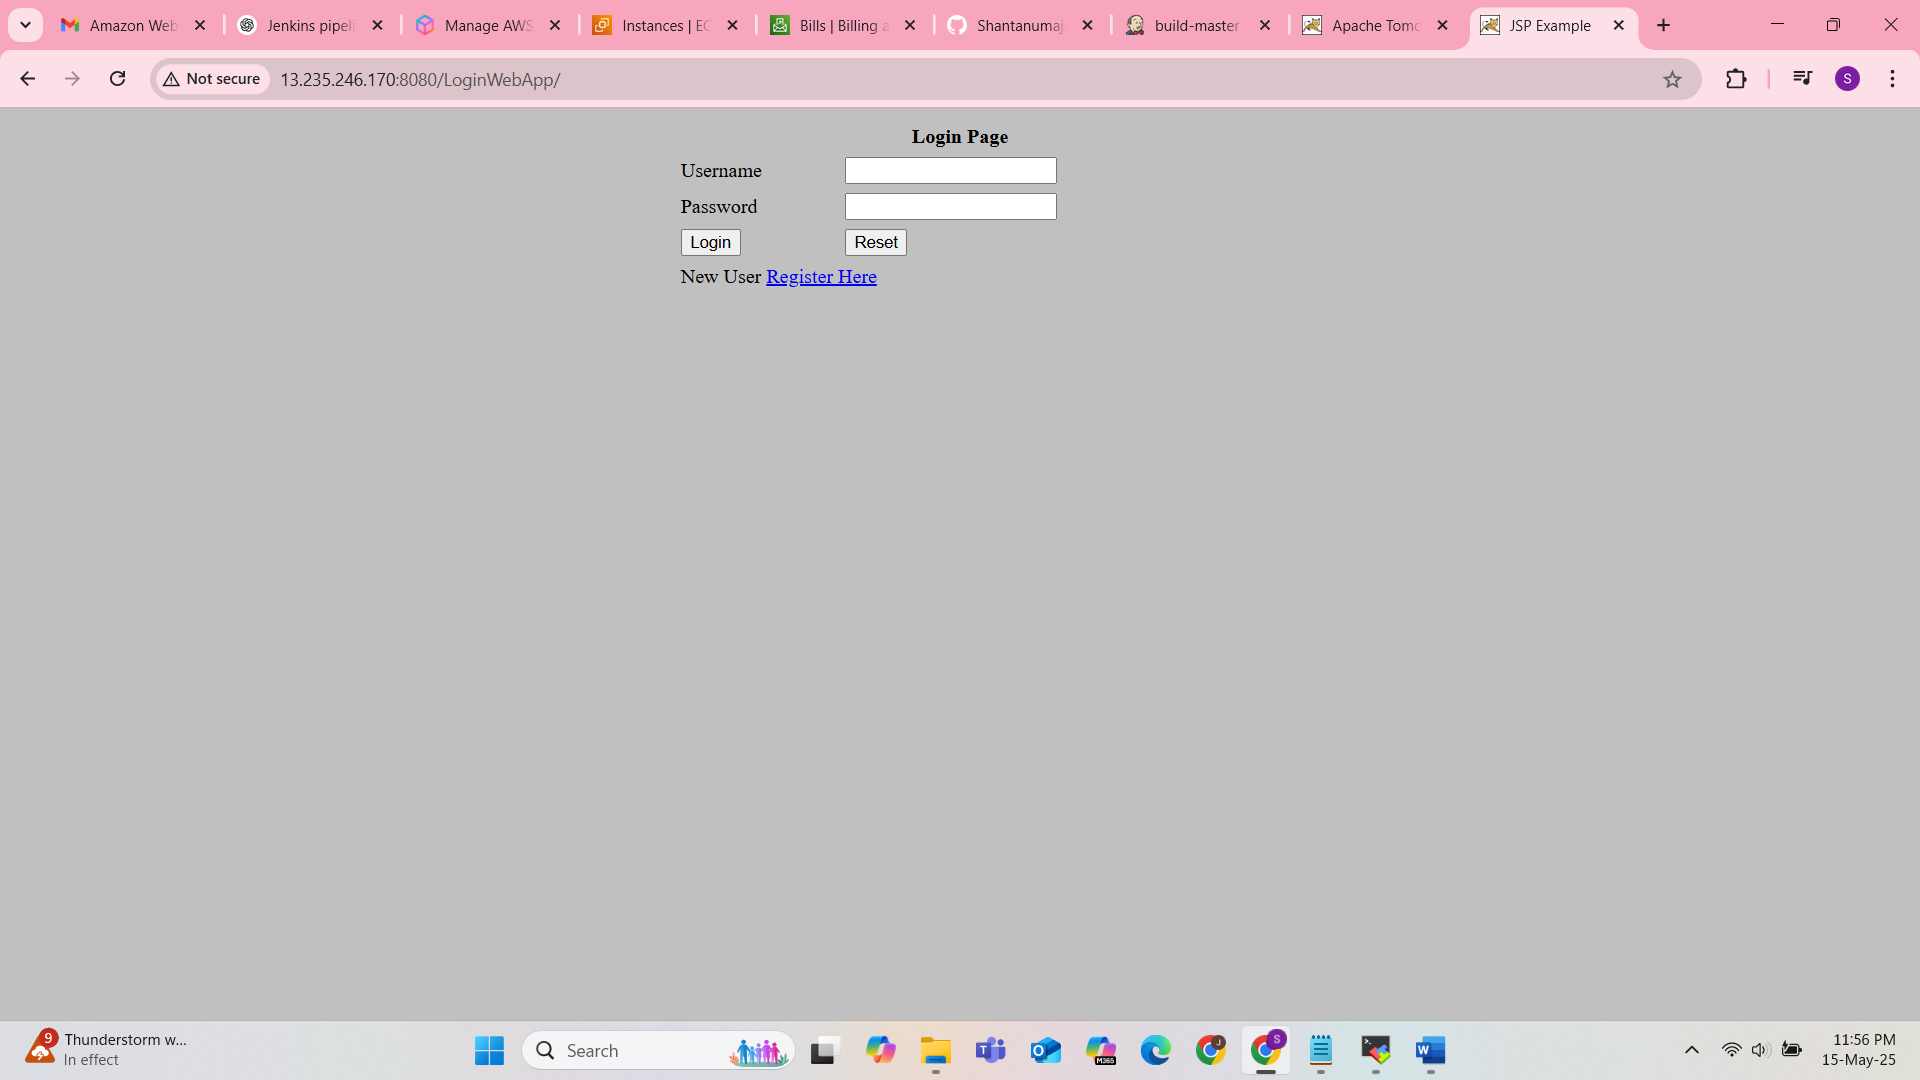 Amazon Web
Jenkins pipeli
Manage AWS
Instances | EC
Bills | Billing a
Shantanumaj
build-master
Apache Tomc
JSP Example
Not secure
13.235.246.170:8080/LoginWebApp/
S
Login Page
Username
Password
Login Reset
New User Register Here
9
Thunderstorm w...
In effect
Search
M365
J
S
11:56 PM
15-May-25